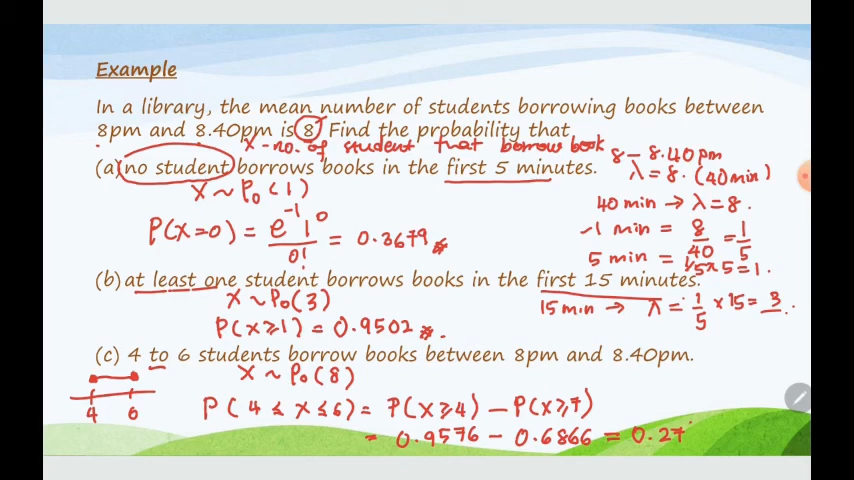 Example
In a library, the mean number of students borrowing books between
8pm and 8.40pm is 8. Find the probability that
X - no. of student that borrow book
(a) no student borrows books in the first 5 minutes.
X ~ Po(1)
P(X=0) = e^-1 1^0 / 0! = 0.3679
8 - 8.40pm
λ = 8. (40min)
40 min → λ = 8.
1 min = 8/40 = 1/5
5 min = 1/5 × 5 = 1.
(b) at least one student borrows books in the first 15 minutes.
X ~ Po(3)
15 min → λ = 1/5 × 15 = 3.
P(X≥1) = 0.9502
(c) 4 to 6 students borrow books between 8pm and 8.40pm.
X ~ Po(8)
4 6
P(4 ≤ X ≤ 6) = P(X≥4) - P(X≥7)
= 0.9576 - 0.6866 = 0.27